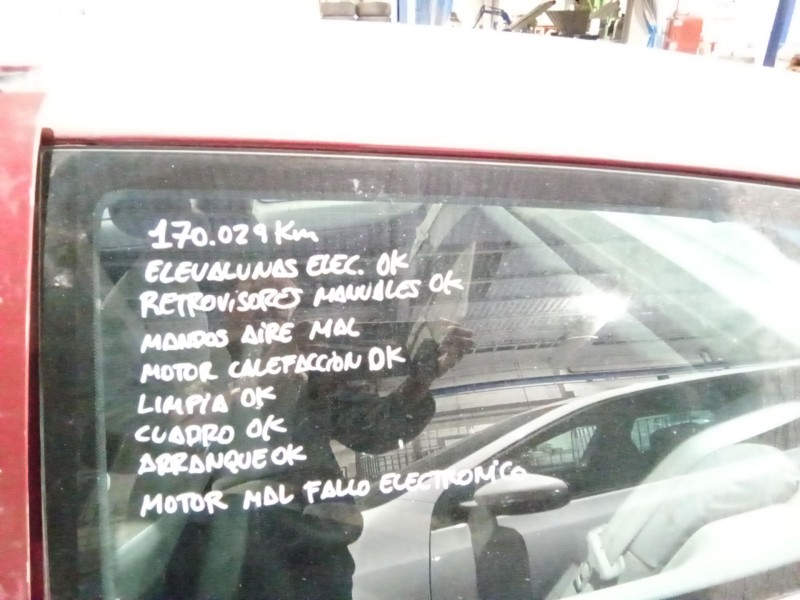 170.029 Km
ELEVALUNAS ELEC. OK
RETROVISORES MANUALES OK
MANDOS AIRE MAL
MOTOR CALEFACCIÓN OK
LIMPIA OK
CUADRO OK
ARRANQUE OK
MOTOR MAL FALLO ELECTRONICO